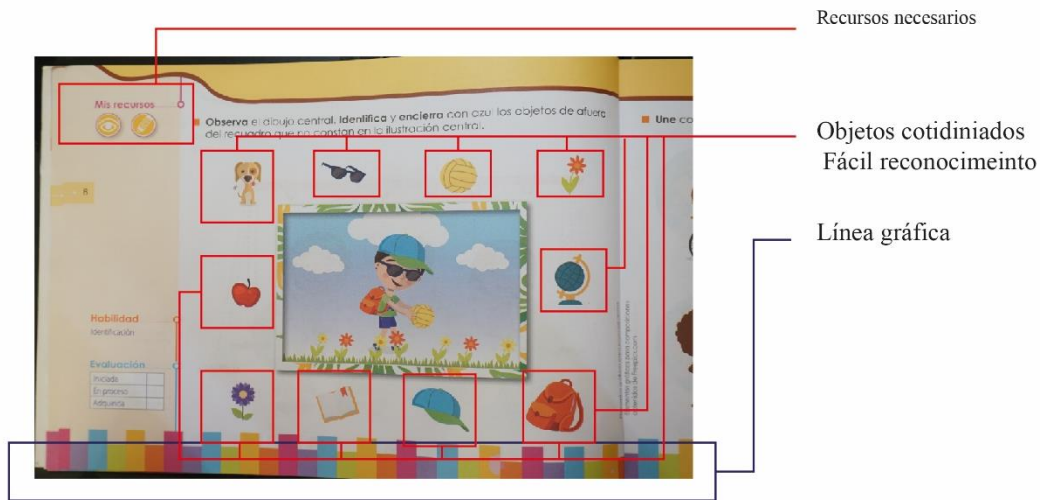 Recursos necesarios
Mis recursos
Observa el dibujo central. Identifica y encierra con azul los objetos de afuera
del recuadro que no constan en la ilustración central.
Une co
8
Objetos cotidiniados
Fácil reconocimeinto
Línea gráfica
Habilidad
Identificación
Evaluación
Iniciada
En proceso
Adquirida